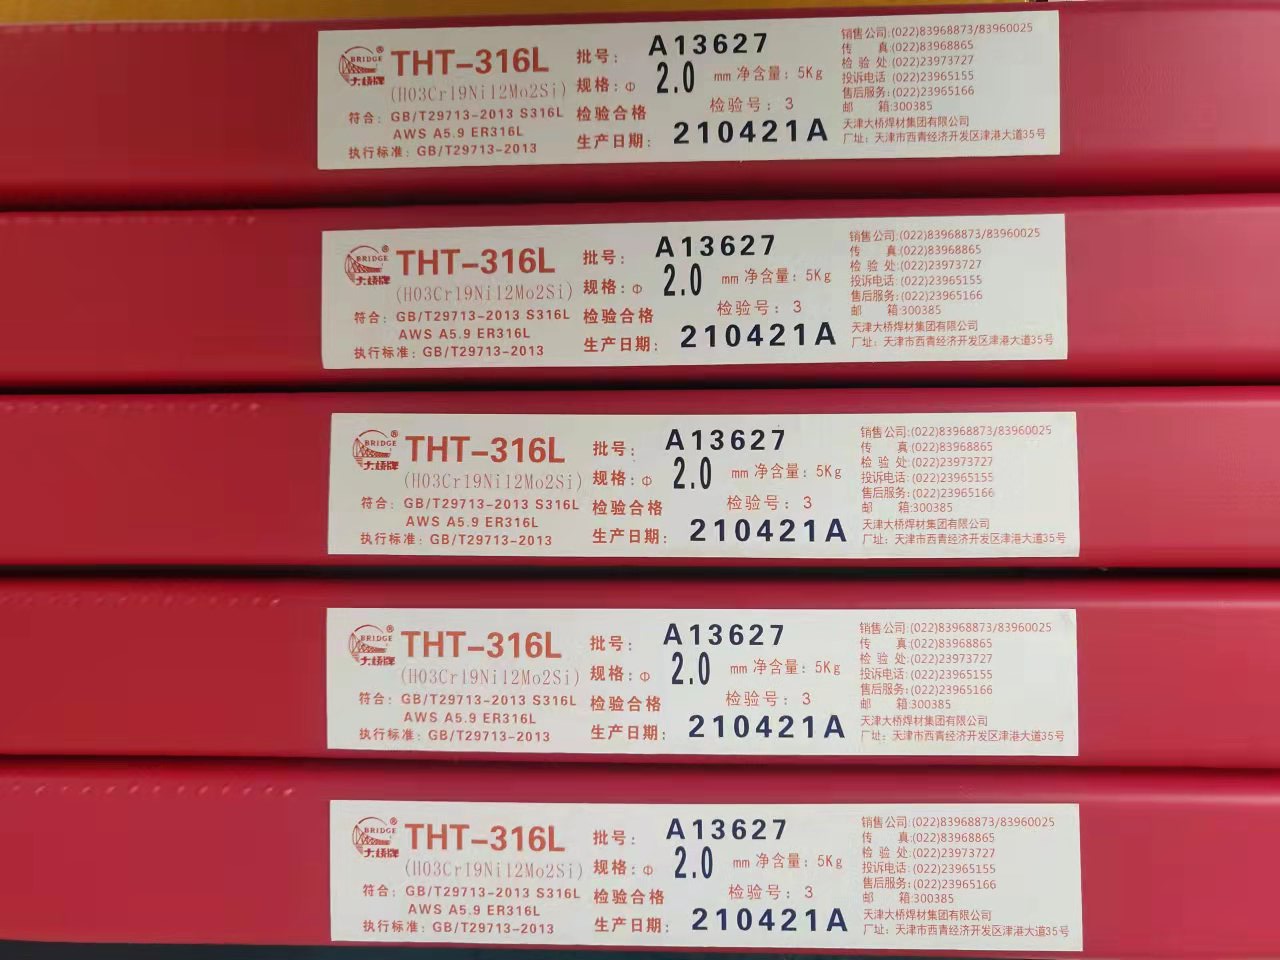 BRIDGE®
大桥牌
THT-316L
(H03Cr19Ni12Mo2Si)
符合: GB/T29713-2013 S316L
AWS A5.9 ER316L
执行标准: GB/T29713-2013
批号: A13627
规格: Φ 2.0 mm 净含量: 5Kg
检验合格 检验号: 3
生产日期: 210421A
销售公司:(022)83968873/83960025
传 真:(022)83968865
检 验 处:(022)23973727
投诉电话:(022)23965155
售后服务:(022)23965166
邮 箱:300385
天津大桥焊材集团有限公司
厂址: 天津市西青经济开发区津港大道35号
BRIDGE®
大桥牌
THT-316L
(H03Cr19Ni12Mo2Si)
符合: GB/T29713-2013 S316L
AWS A5.9 ER316L
执行标准: GB/T29713-2013
批号: A13627
规格: Φ 2.0 mm 净含量: 5Kg
检验合格 检验号: 3
生产日期: 210421A
销售公司:(022)83968873/83960025
传 真:(022)83968865
检 验 处:(022)23973727
投诉电话:(022)23965155
售后服务:(022)23965166
邮 箱:300385
天津大桥焊材集团有限公司
厂址: 天津市西青经济开发区津港大道35号
BRIDGE®
大桥牌
THT-316L
(H03Cr19Ni12Mo2Si)
符合: GB/T29713-2013 S316L
AWS A5.9 ER316L
执行标准: GB/T29713-2013
批号: A13627
规格: Φ 2.0 mm 净含量: 5Kg
检验合格 检验号: 3
生产日期: 210421A
销售公司:(022)83968873/83960025
传 真:(022)83968865
检 验 处:(022)23973727
投诉电话:(022)23965155
售后服务:(022)23965166
邮 箱:300385
天津大桥焊材集团有限公司
厂址: 天津市西青经济开发区津港大道35号
BRIDGE®
大桥牌
THT-316L
(H03Cr19Ni12Mo2Si)
符合: GB/T29713-2013 S316L
AWS A5.9 ER316L
执行标准: GB/T29713-2013
批号: A13627
规格: Φ 2.0 mm 净含量: 5Kg
检验合格 检验号: 3
生产日期: 210421A
销售公司:(022)83968873/83960025
传 真:(022)83968865
检 验 处:(022)23973727
投诉电话:(022)23965155
售后服务:(022)23965166
邮 箱:300385
天津大桥焊材集团有限公司
厂址: 天津市西青经济开发区津港大道35号
BRIDGE®
大桥牌
THT-316L
(H03Cr19Ni12Mo2Si)
符合: GB/T29713-2013 S316L
AWS A5.9 ER316L
执行标准: GB/T29713-2013
批号: A13627
规格: Φ 2.0 mm 净含量: 5Kg
检验合格 检验号: 3
生产日期: 210421A
销售公司:(022)83968873/83960025
传 真:(022)83968865
检 验 处:(022)23973727
投诉电话:(022)23965155
售后服务:(022)23965166
邮 箱:300385
天津大桥焊材集团有限公司
厂址: 天津市西青经济开发区津港大道35号